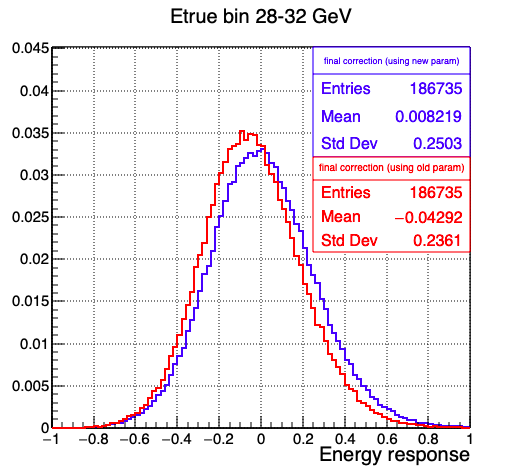 Etrue bin 28-32 GeV
0.045
0.04
0.035
0.03
0.025
0.02
0.015
0.01
0.005
0
final correction (using new param)
Entries 186735
Mean 0.008219
Std Dev 0.2503
final correction (using old param)
Entries 186735
Mean −0.04292
Std Dev 0.2361
−1 −0.8 −0.6 −0.4 −0.2 0 0.2 0.4 0.6 0.8 1
Energy response